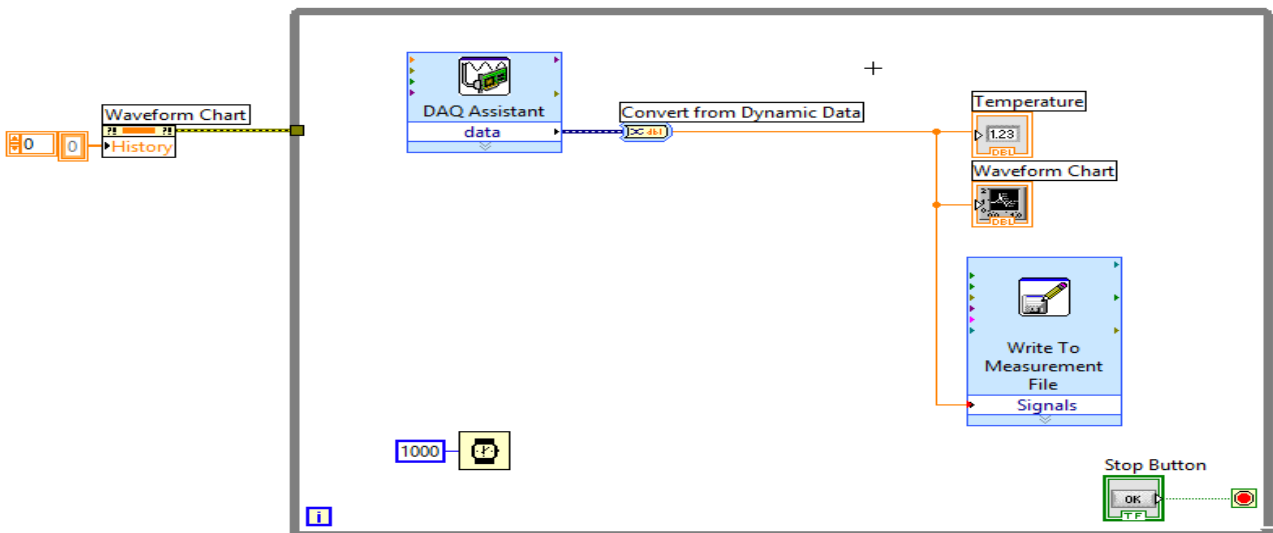 DAQ Assistant
data
Waveform Chart
?! ?!
History
0
0
Convert from Dynamic Data
dbl
Temperature
1.23
DBL
Waveform Chart
DBL
Write To
Measurement
File
Signals
1000
Stop Button
OK
TF
i